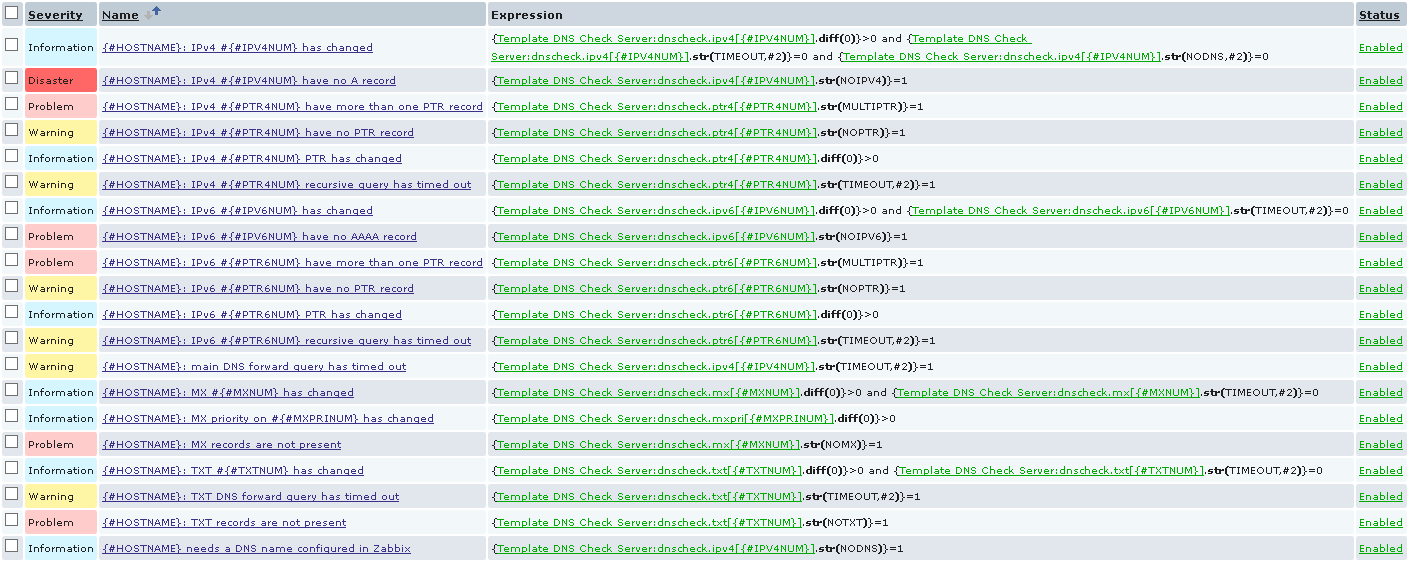 Severity Name Expression Status
Information {#HOSTNAME}: IPv4 #{#IPV4NUM} has changed {Template DNS Check Server:dnscheck.ipv4[{#IPV4NUM}].diff(0)}>0 and {Template DNS Check
Server:dnscheck.ipv4[{#IPV4NUM}].str(TIMEOUT,#2)}=0 and {Template DNS Check Server:dnscheck.ipv4[{#IPV4NUM}].str(NODNS,#2)}=0 Enabled
Disaster {#HOSTNAME}: IPv4 #{#IPV4NUM} have no A record {Template DNS Check Server:dnscheck.ipv4[{#IPV4NUM}].str(NOIPV4)}=1 Enabled
Problem {#HOSTNAME}: IPv4 #{#PTR4NUM} have more than one PTR record {Template DNS Check Server:dnscheck.ptr4[{#PTR4NUM}].str(MULTIPTR)}=1 Enabled
Warning {#HOSTNAME}: IPv4 #{#PTR4NUM} have no PTR record {Template DNS Check Server:dnscheck.ptr4[{#PTR4NUM}].str(NOPTR)}=1 Enabled
Information {#HOSTNAME}: IPv4 #{#PTR4NUM} PTR has changed {Template DNS Check Server:dnscheck.ptr4[{#PTR4NUM}].diff(0)}>0 Enabled
Warning {#HOSTNAME}: IPv4 #{#PTR4NUM} recursive query has timed out {Template DNS Check Server:dnscheck.ptr4[{#PTR4NUM}].str(TIMEOUT,#2)}=1 Enabled
Information {#HOSTNAME}: IPv6 #{#IPV6NUM} has changed {Template DNS Check Server:dnscheck.ipv6[{#IPV6NUM}].diff(0)}>0 and {Template DNS Check Server:dnscheck.ipv6[{#IPV6NUM}].str(TIMEOUT,#2)}=0 Enabled
Problem {#HOSTNAME}: IPv6 #{#IPV6NUM} have no AAAA record {Template DNS Check Server:dnscheck.ipv6[{#IPV6NUM}].str(NOIPV6)}=1 Enabled
Problem {#HOSTNAME}: IPv6 #{#PTR6NUM} have more than one PTR record {Template DNS Check Server:dnscheck.ptr6[{#PTR6NUM}].str(MULTIPTR)}=1 Enabled
Warning {#HOSTNAME}: IPv6 #{#PTR6NUM} have no PTR record {Template DNS Check Server:dnscheck.ptr6[{#PTR6NUM}].str(NOPTR)}=1 Enabled
Information {#HOSTNAME}: IPv6 #{#PTR6NUM} PTR has changed {Template DNS Check Server:dnscheck.ptr6[{#PTR6NUM}].diff(0)}>0 Enabled
Warning {#HOSTNAME}: IPv6 #{#PTR6NUM} recursive query has timed out {Template DNS Check Server:dnscheck.ptr6[{#PTR6NUM}].str(TIMEOUT,#2)}=1 Enabled
Warning {#HOSTNAME}: main DNS forward query has timed out {Template DNS Check Server:dnscheck.ipv4[{#IPV4NUM}].str(TIMEOUT,#2)}=1 Enabled
Information {#HOSTNAME}: MX #{#MXNUM} has changed {Template DNS Check Server:dnscheck.mx[{#MXNUM}].diff(0)}>0 and {Template DNS Check Server:dnscheck.mx[{#MXNUM}].str(TIMEOUT,#2)}=0 Enabled
Information {#HOSTNAME}: MX priority on #{#MXPRINUM} has changed {Template DNS Check Server:dnscheck.mxpri[{#MXPRINUM}].diff(0)}>0 Enabled
Problem {#HOSTNAME}: MX records are not present {Template DNS Check Server:dnscheck.mx[{#MXNUM}].str(NOMX)}=1 Enabled
Information {#HOSTNAME}: TXT #{#TXTNUM} has changed {Template DNS Check Server:dnscheck.txt[{#TXTNUM}].diff(0)}>0 and {Template DNS Check Server:dnscheck.txt[{#TXTNUM}].str(TIMEOUT,#2)}=0 Enabled
Warning {#HOSTNAME}: TXT DNS forward query has timed out {Template DNS Check Server:dnscheck.txt[{#TXTNUM}].str(TIMEOUT,#2)}=1 Enabled
Problem {#HOSTNAME}: TXT records are not present {Template DNS Check Server:dnscheck.txt[{#TXTNUM}].str(NOTXT)}=1 Enabled
Information {#HOSTNAME} needs a DNS name configured in Zabbix {Template DNS Check Server:dnscheck.ipv4[{#IPV4NUM}].str(NODNS)}=1 Enabled